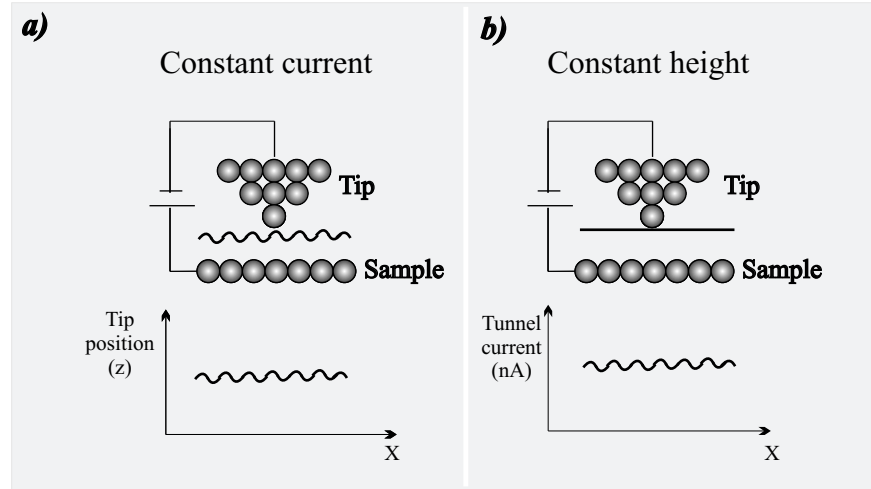 a)
Constant current
Tip
Sample
Tip
position
(z)
X
b)
Constant height
Tip
Sample
Tunnel
current
(nA)
X